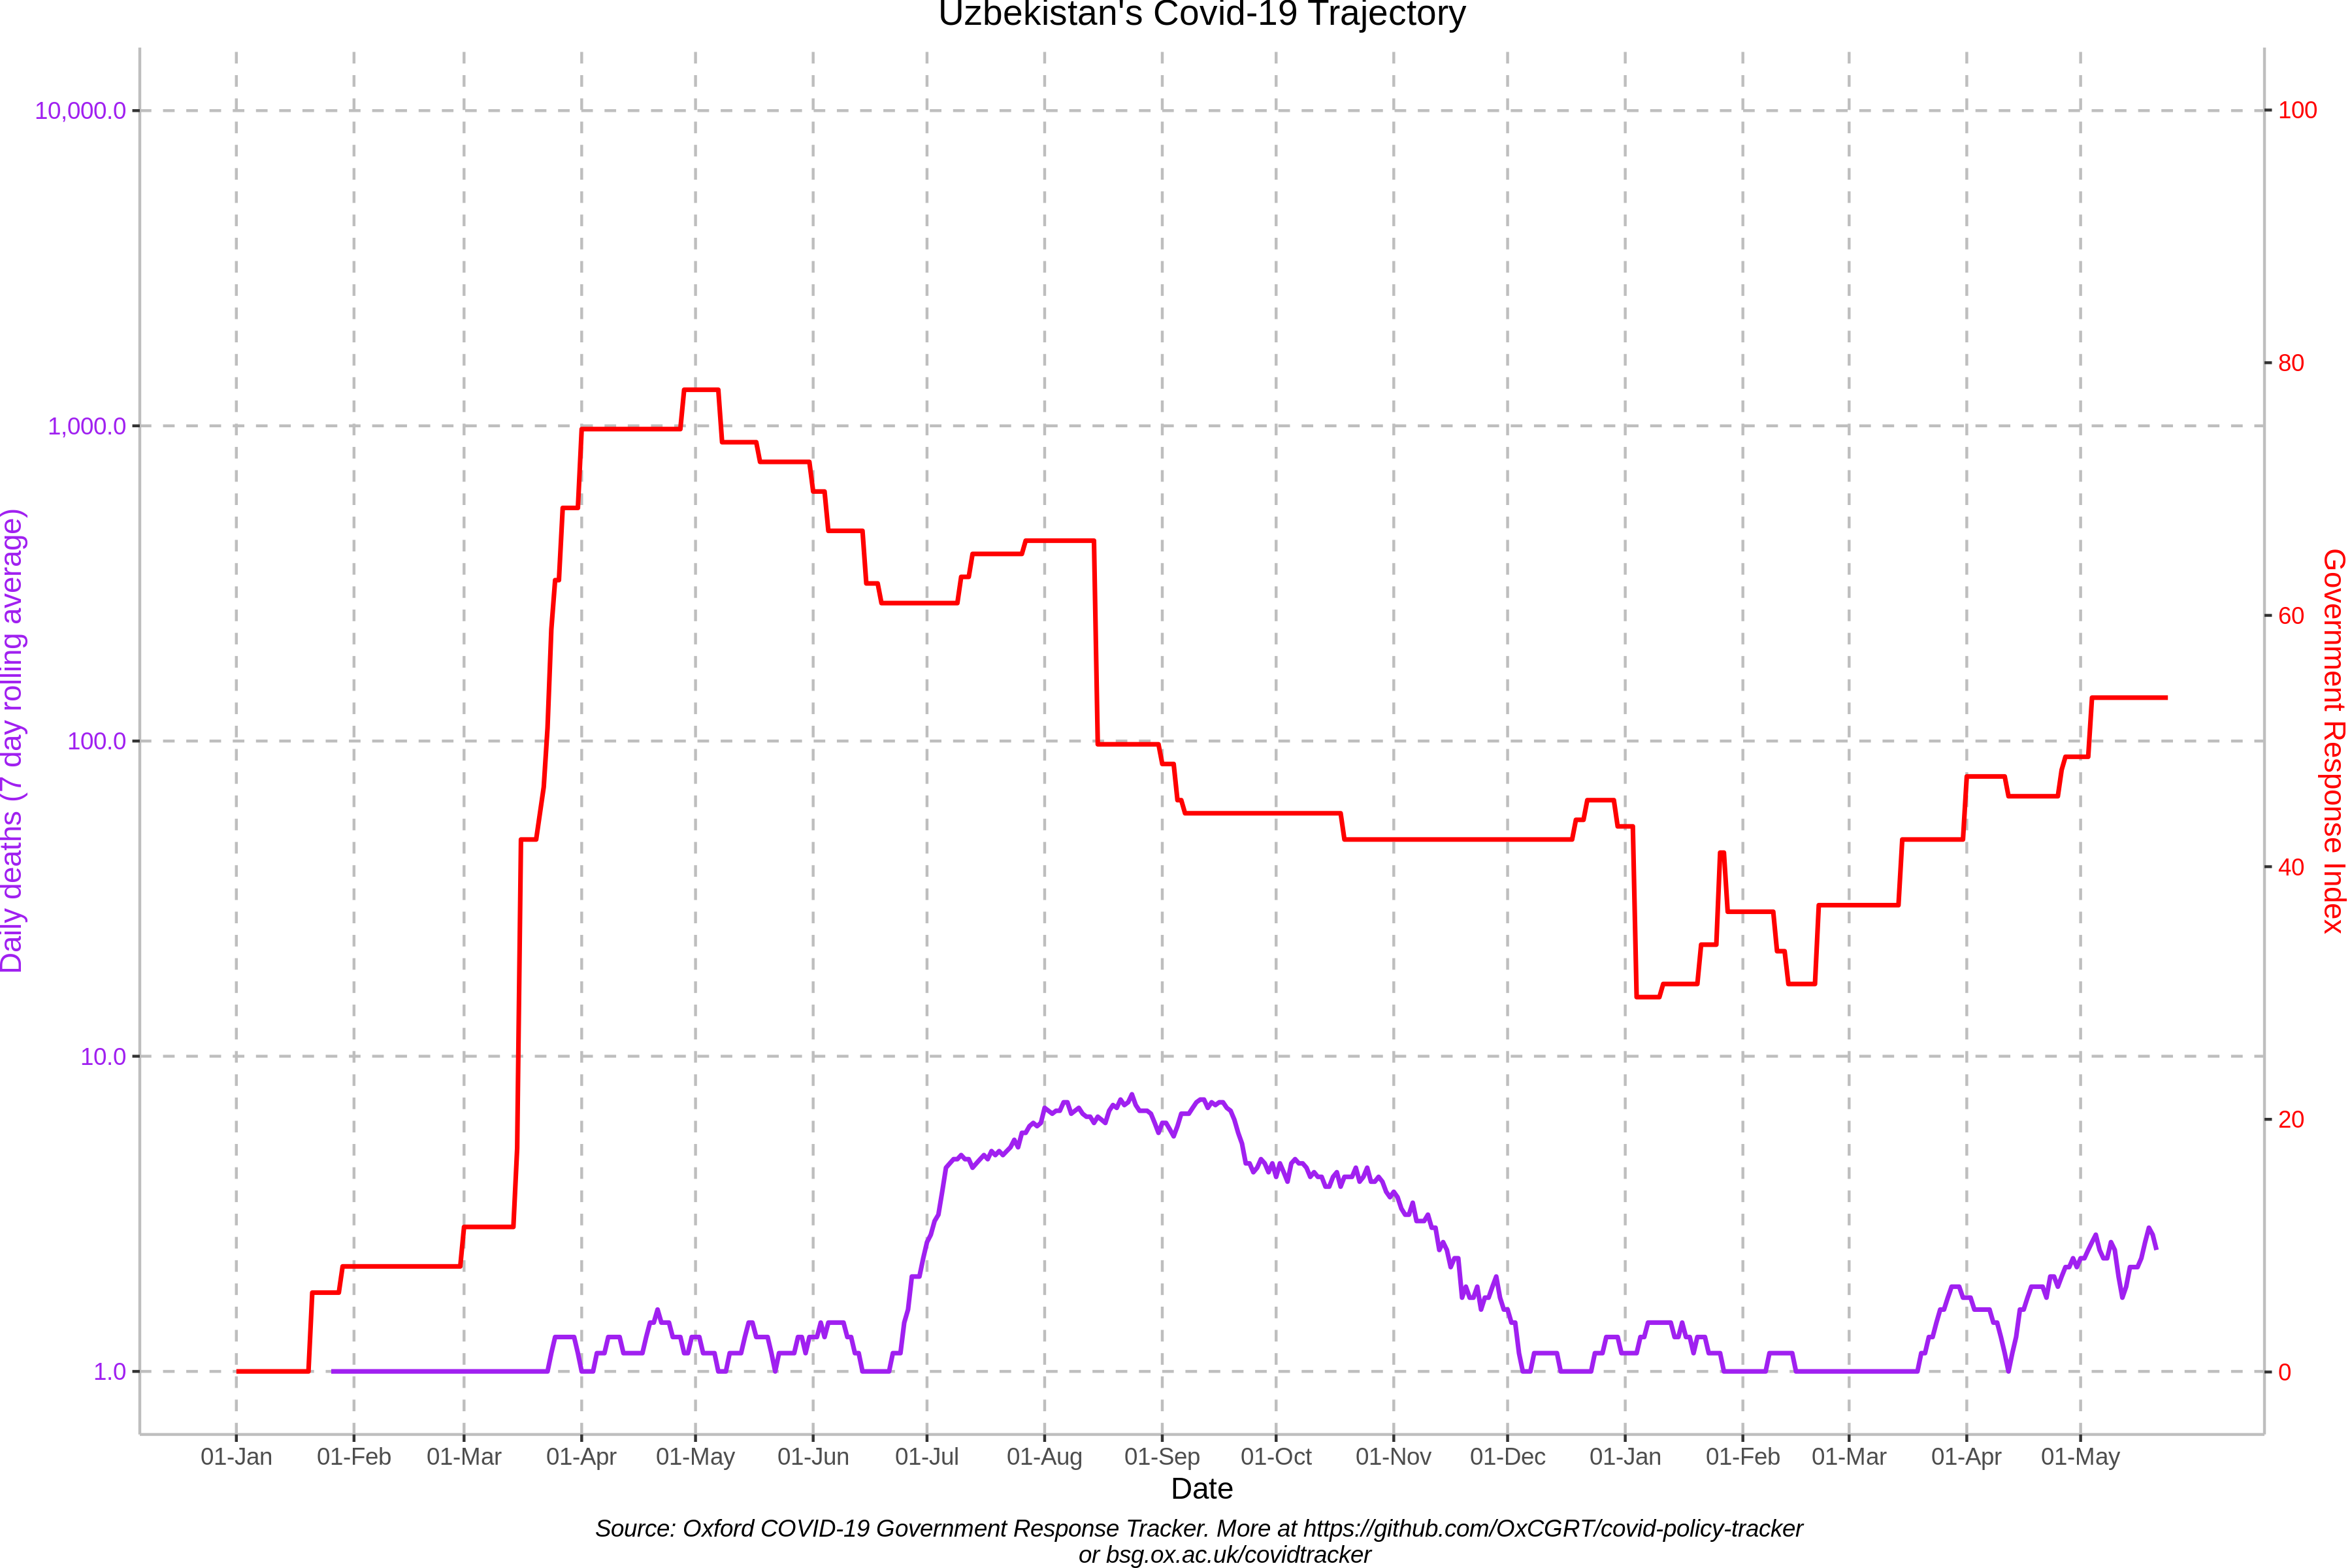 Uzbekistan's Covid-19 Trajectory
10,000.0
1,000.0
100.0
10.0
1.0
Daily deaths (7 day rolling average)
100
80
60
40
20
0
Government Response Index
01-Jan 01-Feb 01-Mar 01-Apr 01-May 01-Jun 01-Jul 01-Aug 01-Sep 01-Oct 01-Nov 01-Dec 01-Jan 01-Feb 01-Mar 01-Apr 01-May
Date
Source: Oxford COVID-19 Government Response Tracker. More at https://github.com/OxCGRT/covid-policy-tracker
or bsg.ox.ac.uk/covidtracker